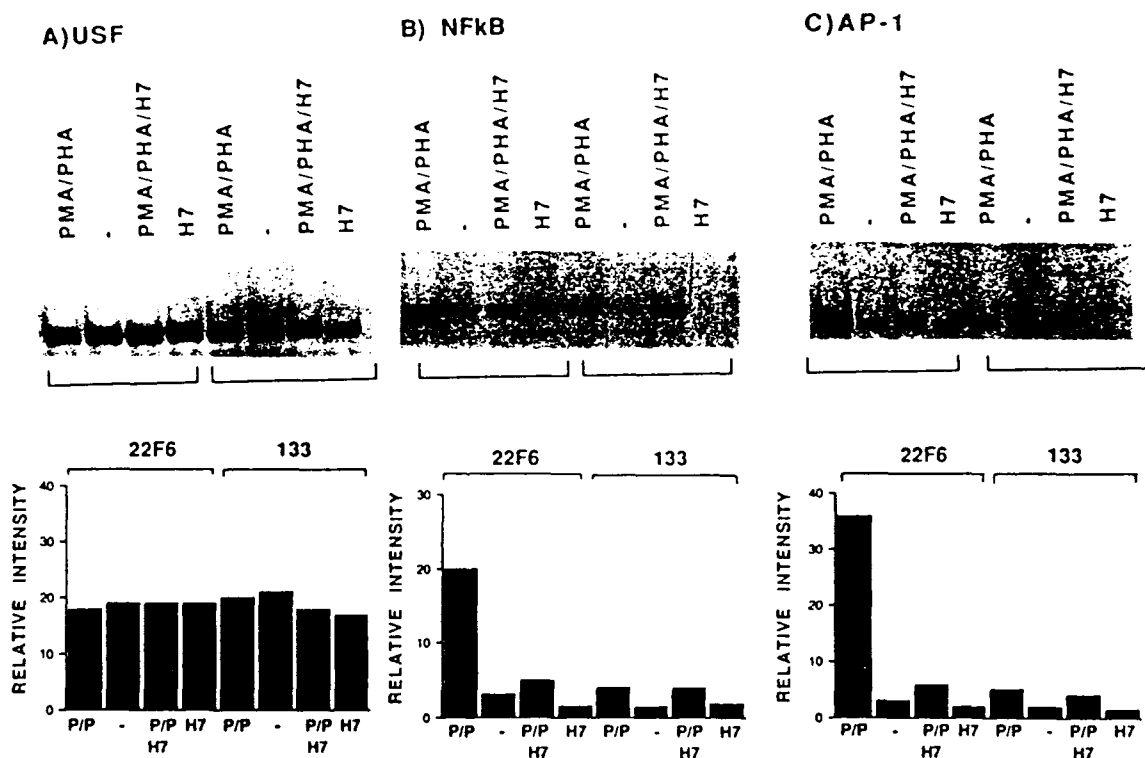 A)USF
PMA/PHA
-
PMA/PHA/H7
H7
PMA/PHA
-
PMA/PHA/H7
H7
22F6
133
RELATIVE INTENSITY
40
30
20
10
0
P/P
-
P/P
H7
H7
P/P
-
P/P
H7
H7
B) NFkB
PMA/PHA
-
PMA/PHA/H7
H7
PMA/PHA
-
PMA/PHA/H7
H7
22F6
133
RELATIVE INTENSITY
30
20
10
0
P/P
-
P/P
H7
H7
P/P
-
P/P
H7
H7
C)AP-1
PMA/PHA
-
PMA/PHA/H7
H7
PMA/PHA
-
PMA/PHA/H7
H7
22F6
133
RELATIVE INTENSITY
40
30
20
10
0
P/P
-
P/P
H7
H7
P/P
-
P/P
H7
H7